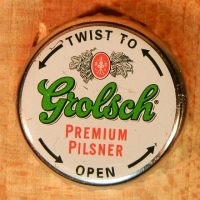 TWIST TO
Grolsch®
PREMIUM
PILSNER
OPEN